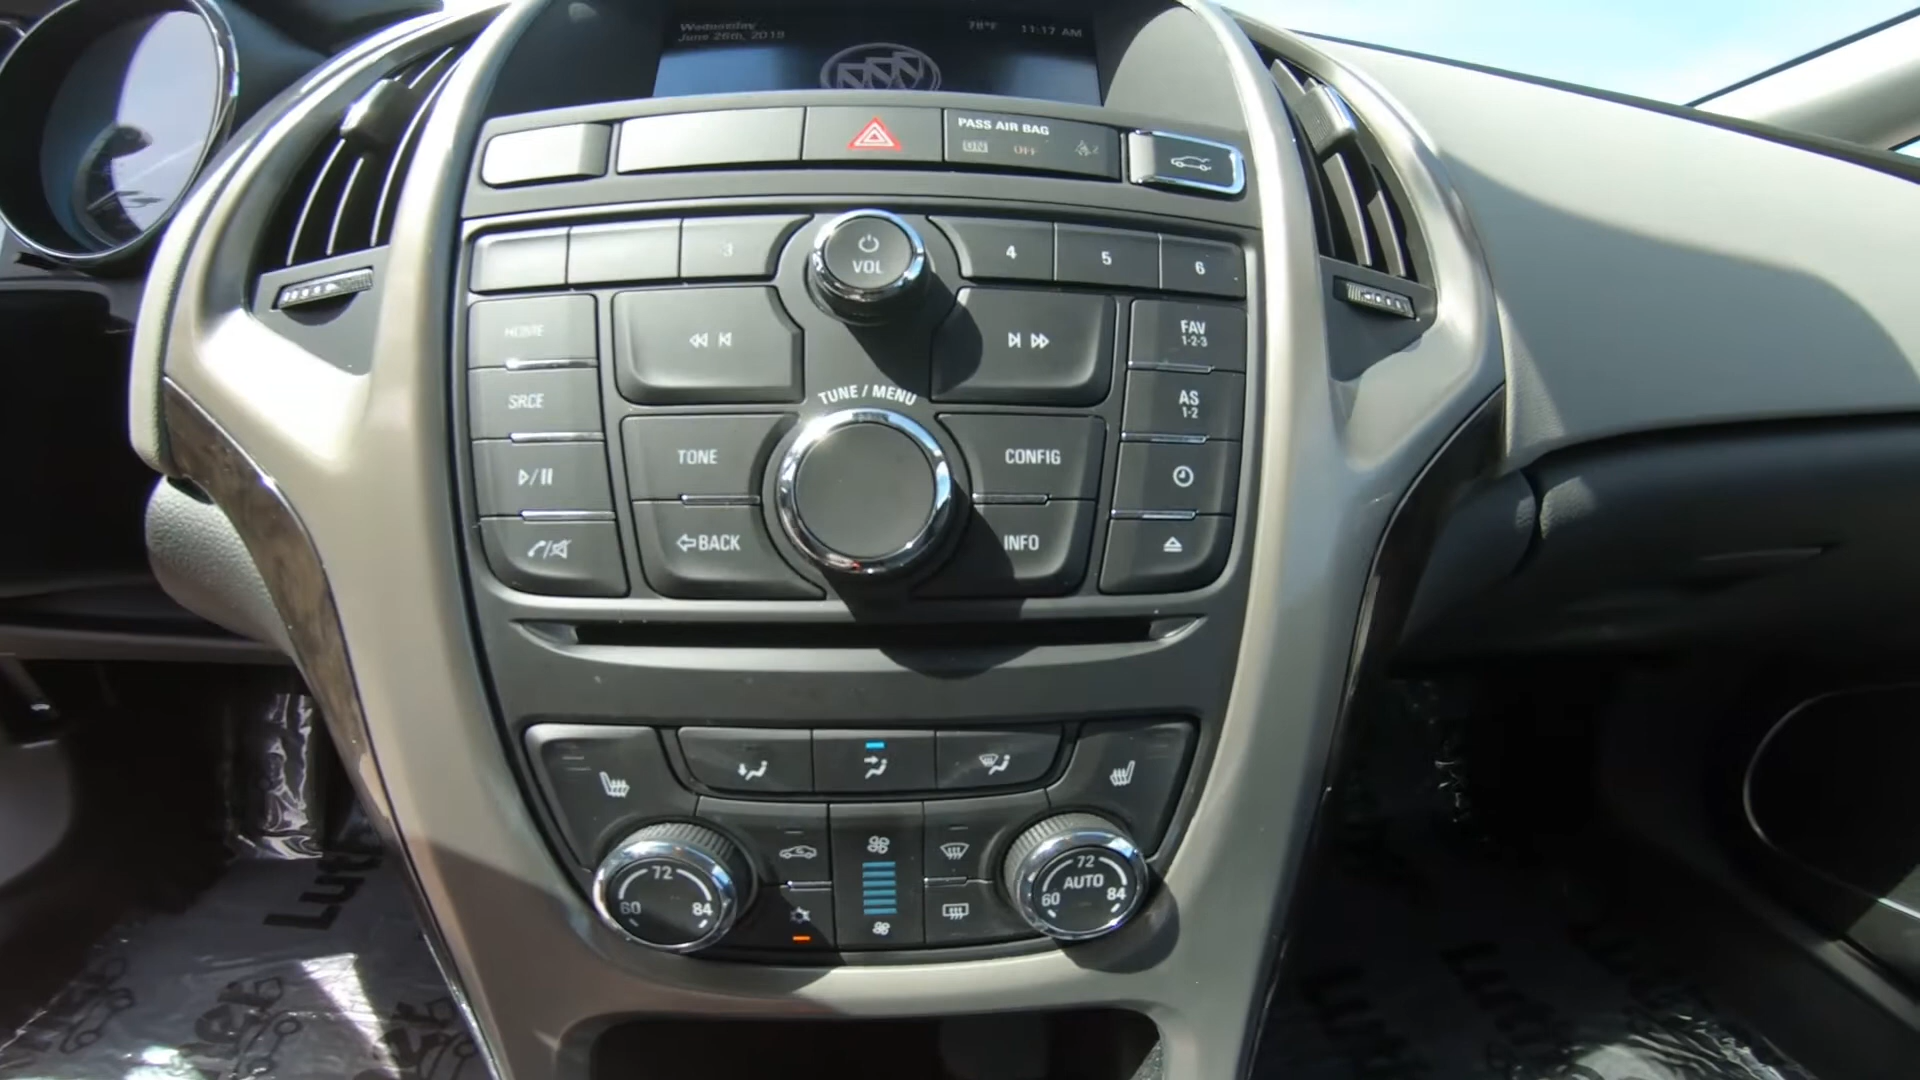 Wednesday
June 26th, 2019
78°F
11:17 AM
PASS AIR BAG
ON
OFF
2
3
VOL
4
5
6
HOME
FAV
1-2-3
TUNE / MENU
SRCE
AS
1-2
TONE
CONFIG
BACK
INFO
72
60
84
72
AUTO
60
84